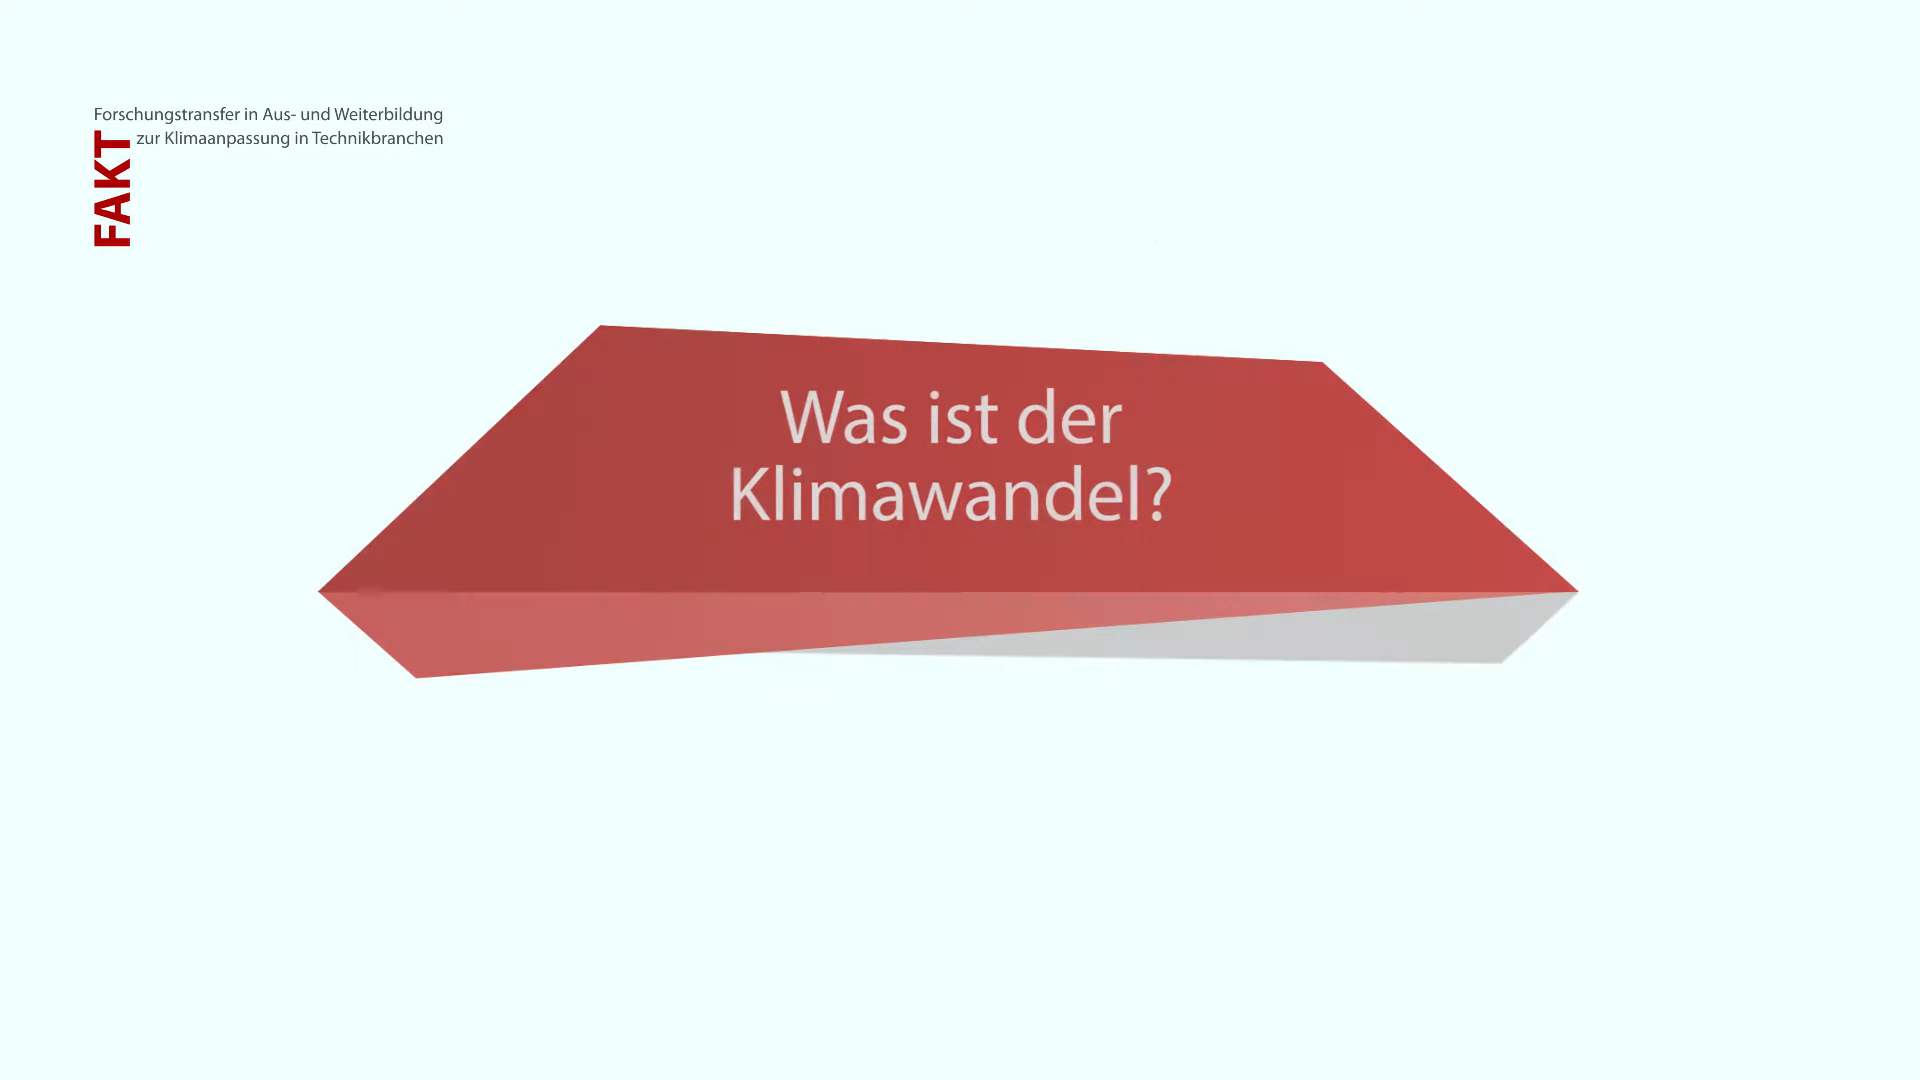 Forschungstransfer in Aus- und Weiterbildung
zur Klimaanpassung in Technikbranchen
FAKT
Was ist der
Klimawandel?